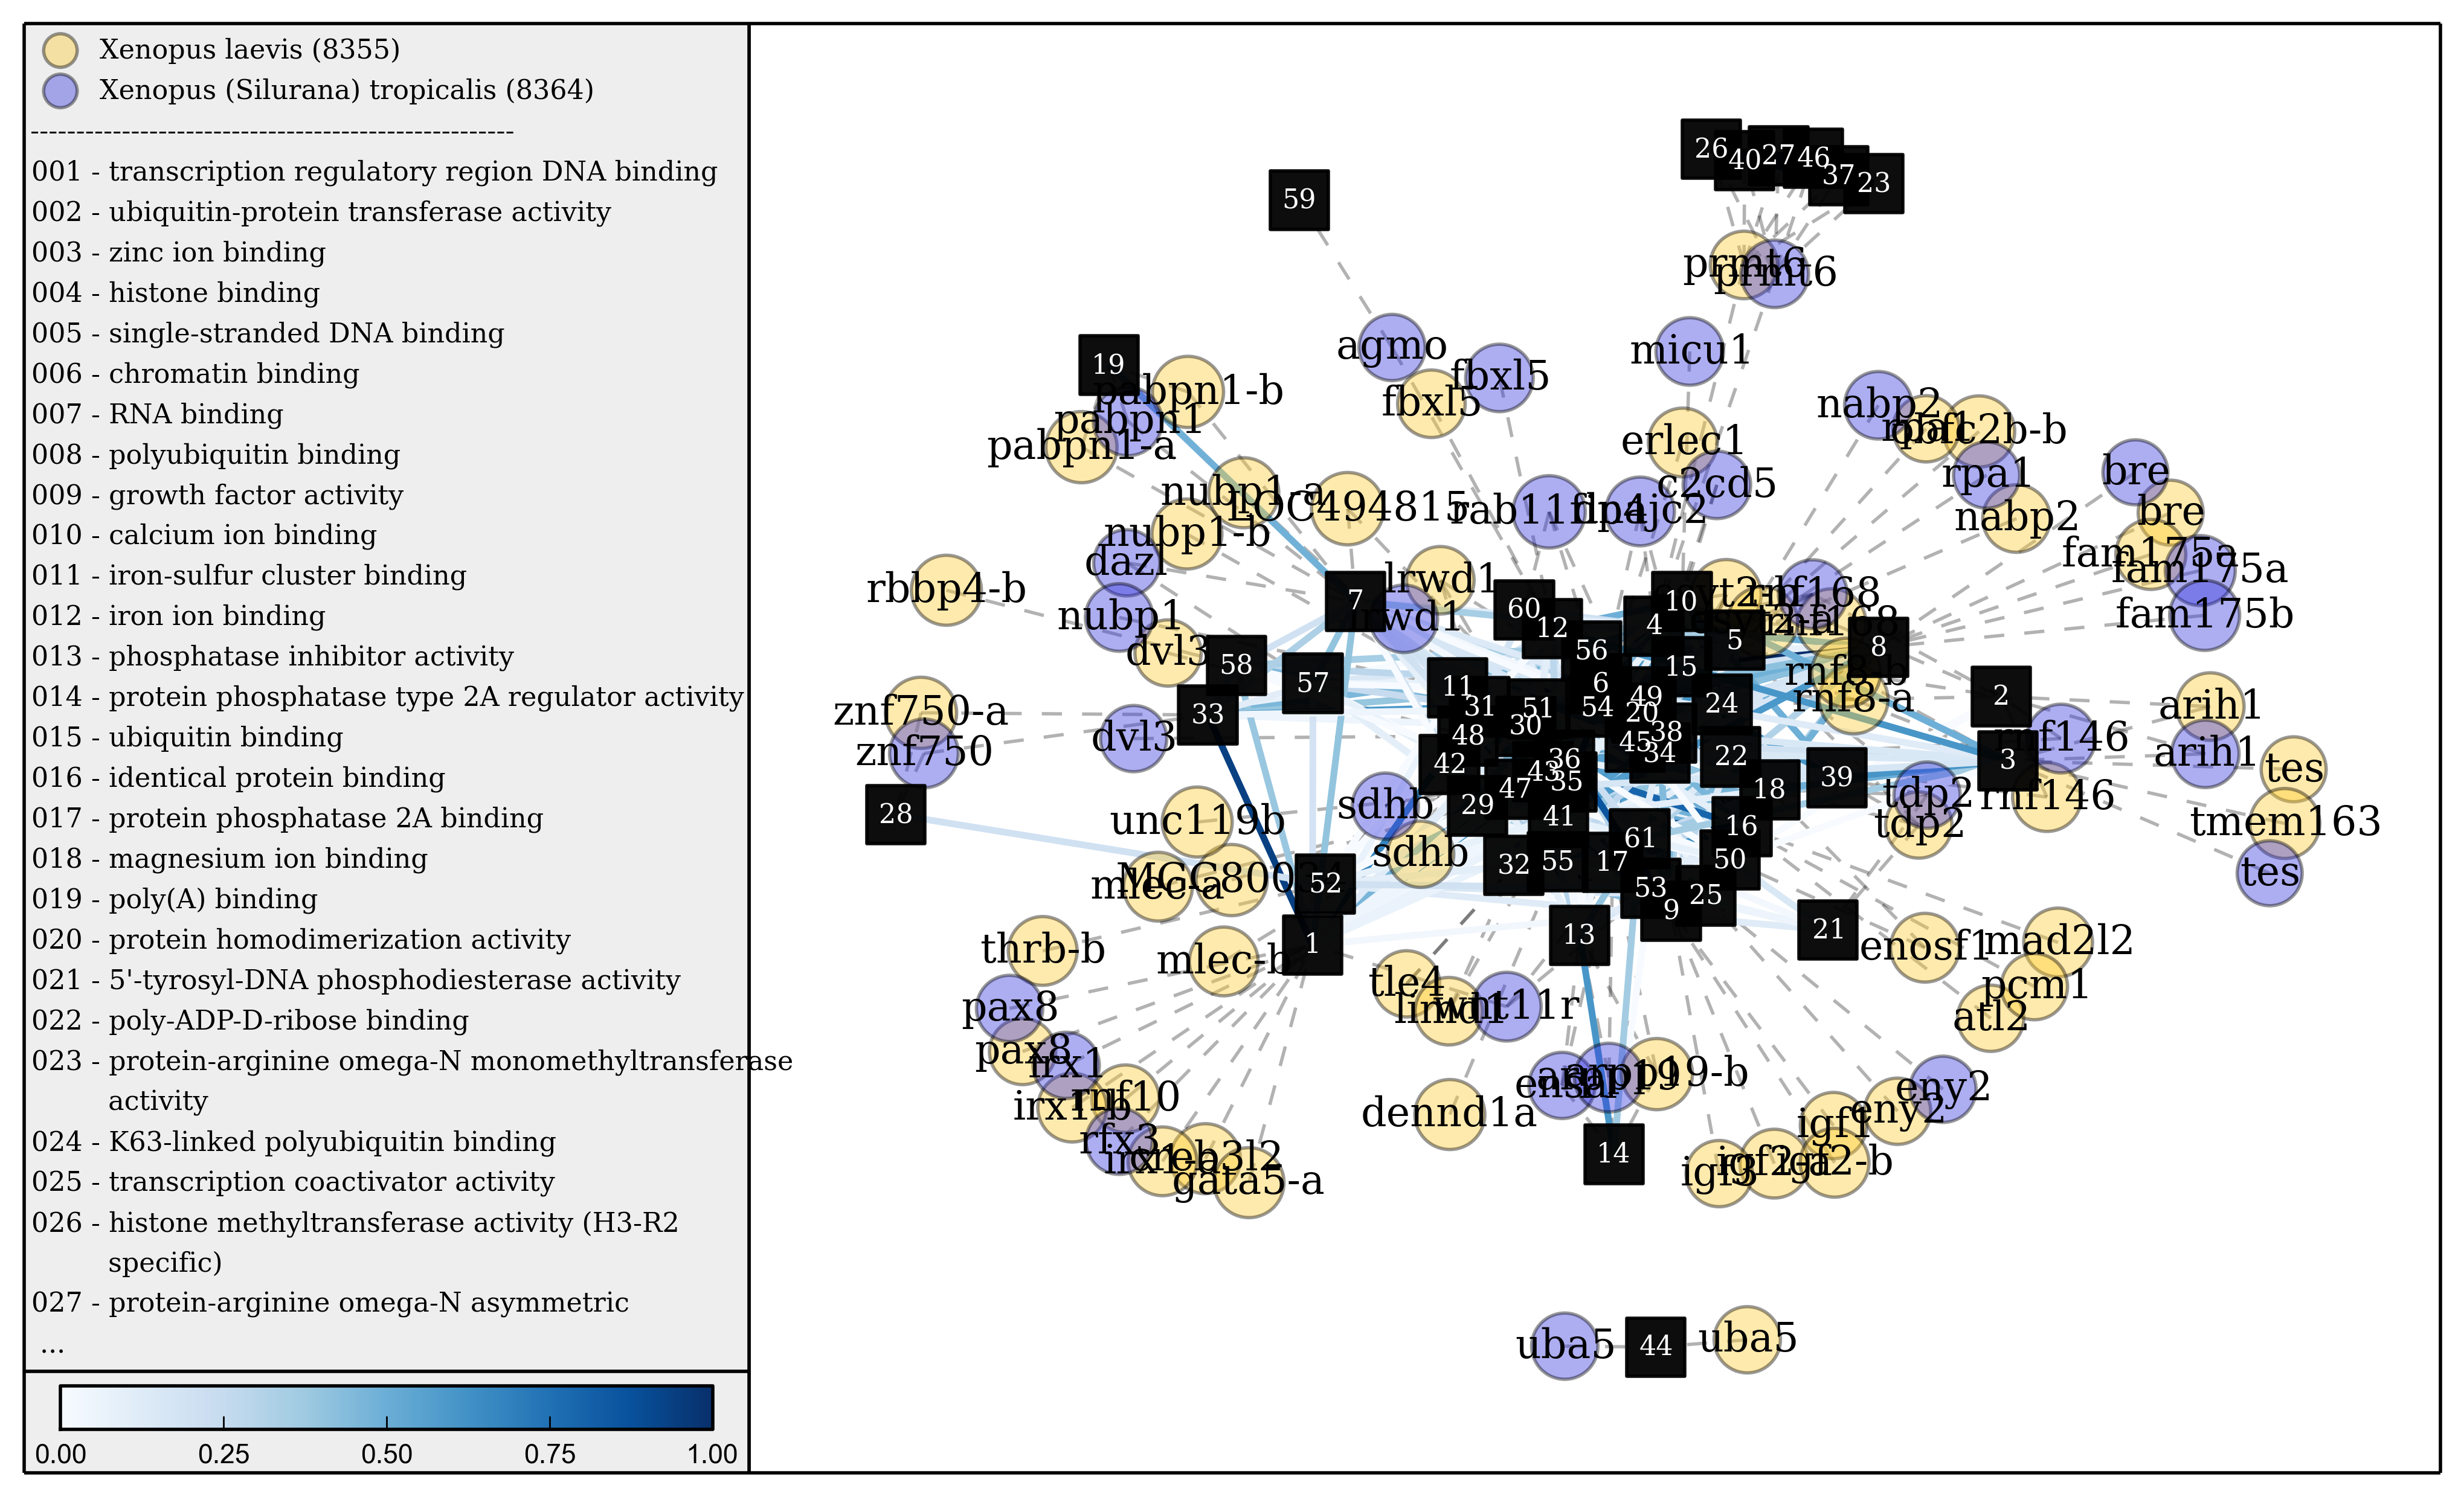 Xenopus laevis (8355)
Xenopus (Silurana) tropicalis (8364)
-----------------------------------------------------
001 - transcription regulatory region DNA binding
002 - ubiquitin-protein transferase activity
003 - zinc ion binding
004 - histone binding
005 - single-stranded DNA binding
006 - chromatin binding
007 - RNA binding
008 - polyubiquitin binding
009 - growth factor activity
010 - calcium ion binding
011 - iron-sulfur cluster binding
012 - iron ion binding
013 - phosphatase inhibitor activity
014 - protein phosphatase type 2A regulator activity
015 - ubiquitin binding
016 - identical protein binding
017 - protein phosphatase 2A binding
018 - magnesium ion binding
019 - poly(A) binding
020 - protein homodimerization activity
021 - 5'-tyrosyl-DNA phosphodiesterase activity
022 - poly-ADP-D-ribose binding
023 - protein-arginine omega-N monomethyltransferase
activity
024 - K63-linked polyubiquitin binding
025 - transcription coactivator activity
026 - histone methyltransferase activity (H3-R2
specific)
027 - protein-arginine omega-N asymmetric
...
0.00 0.25 0.50 0.75 1.00
26
40
27
46
37
23
59
prmt6
prmt6
19
agmo
fbxl5
fbxl5
micu1
pabpn1-b
pabpn1
pabpn1-a
nabp2
rpa1
obfc2b-b
rpa1
nabp2
erlec1
c2cd5
bre
bre
fam175a
fam175a
fam175b
nubp1-a
nubp1-b
LOC494815
rab11fip4
dnajc2
dazl
rbbp4-b
nubp1
dvl3
lrwd1
lrwd1
7
60
12
10
4
5
56
15
rnf168
rnf168
8
rnf8-b
rnf8-a
58
57
33
11
31
48
42
51
30
6
54
49
20
38
45
34
24
22
2
3
39
18
arih1
arih1
rnf146
rnf146
tes
tmem163
tes
znf750-a
znf750
dvl3
28
36
43
35
47
29
41
61
16
50
32
55
17
53
25
9
tdp2
tdp2
sdhb
sdhb
unc119b
mlec-a
52
1
13
21
thrb-b
mlec-b
pax8
pax8
irx1
irx1-b
rnf10
rfx3
irx1-a
creb3l2
gata5-a
tle4
limd1
wnt11r
enosf1
mad2l2
pcm1
atl2
dennd1a
ensa
arpp19
arpp19-b
14
eny2
eny2
igf1
igf3
igf2-a
igf2-b
uba5
44
uba5